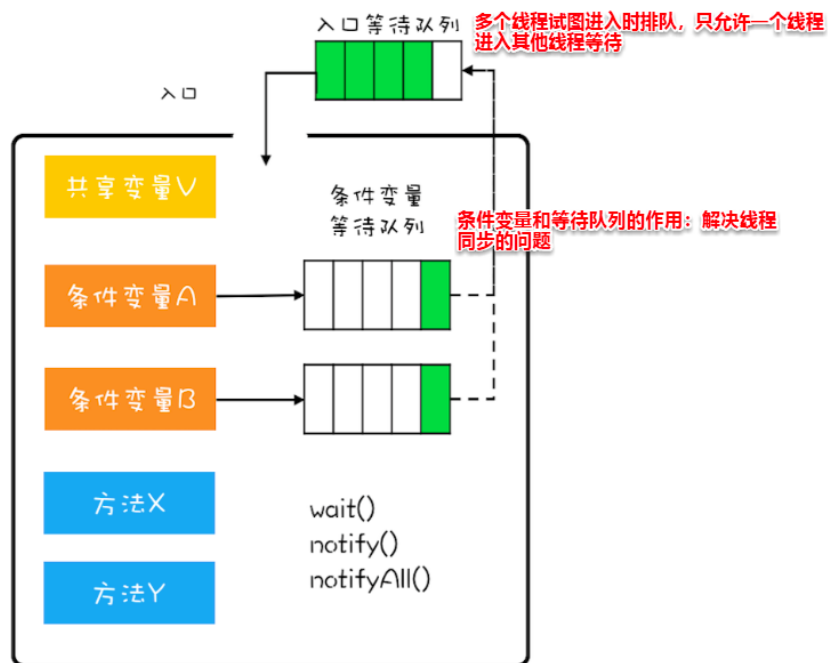 入口等待队列
多个线程试图进入时排队，只允许一个线程
进入其他线程等待
入口
共享变量V
条件变量
等待队列
条件变量和等待队列的作用：解决线程
同步的问题
条件变量A
条件变量B
方法X
wait()
notify()
notifyAll()
方法Y